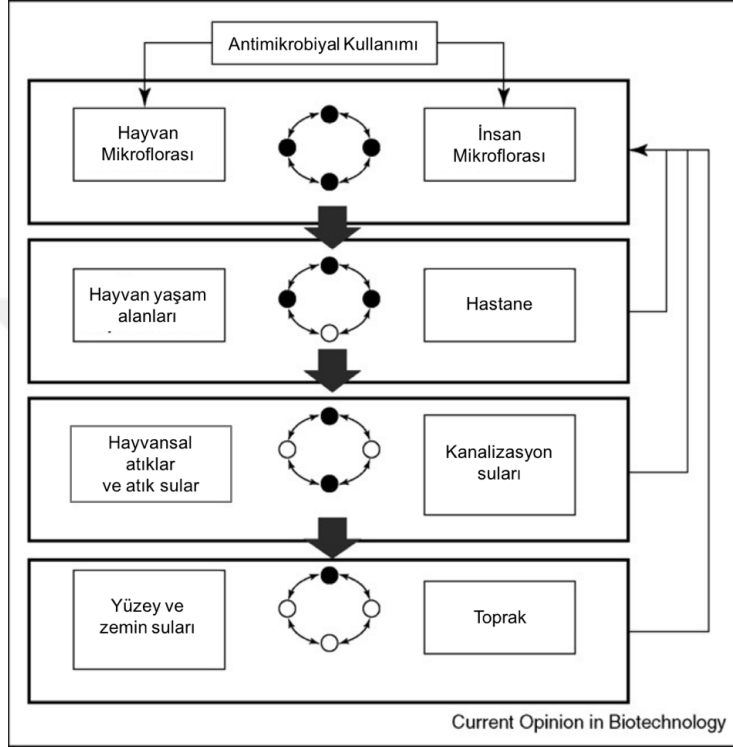 Antimikrobiyal Kullanımı
Hayvan
Mikroflorası
İnsan
Mikroflorası
Hayvan yaşam
alanları
Hastane
Hayvansal
atıklar
ve atık sular
Kanalizasyon
suları
Yüzey ve
zemin suları
Toprak
Current Opinion in Biotechnology